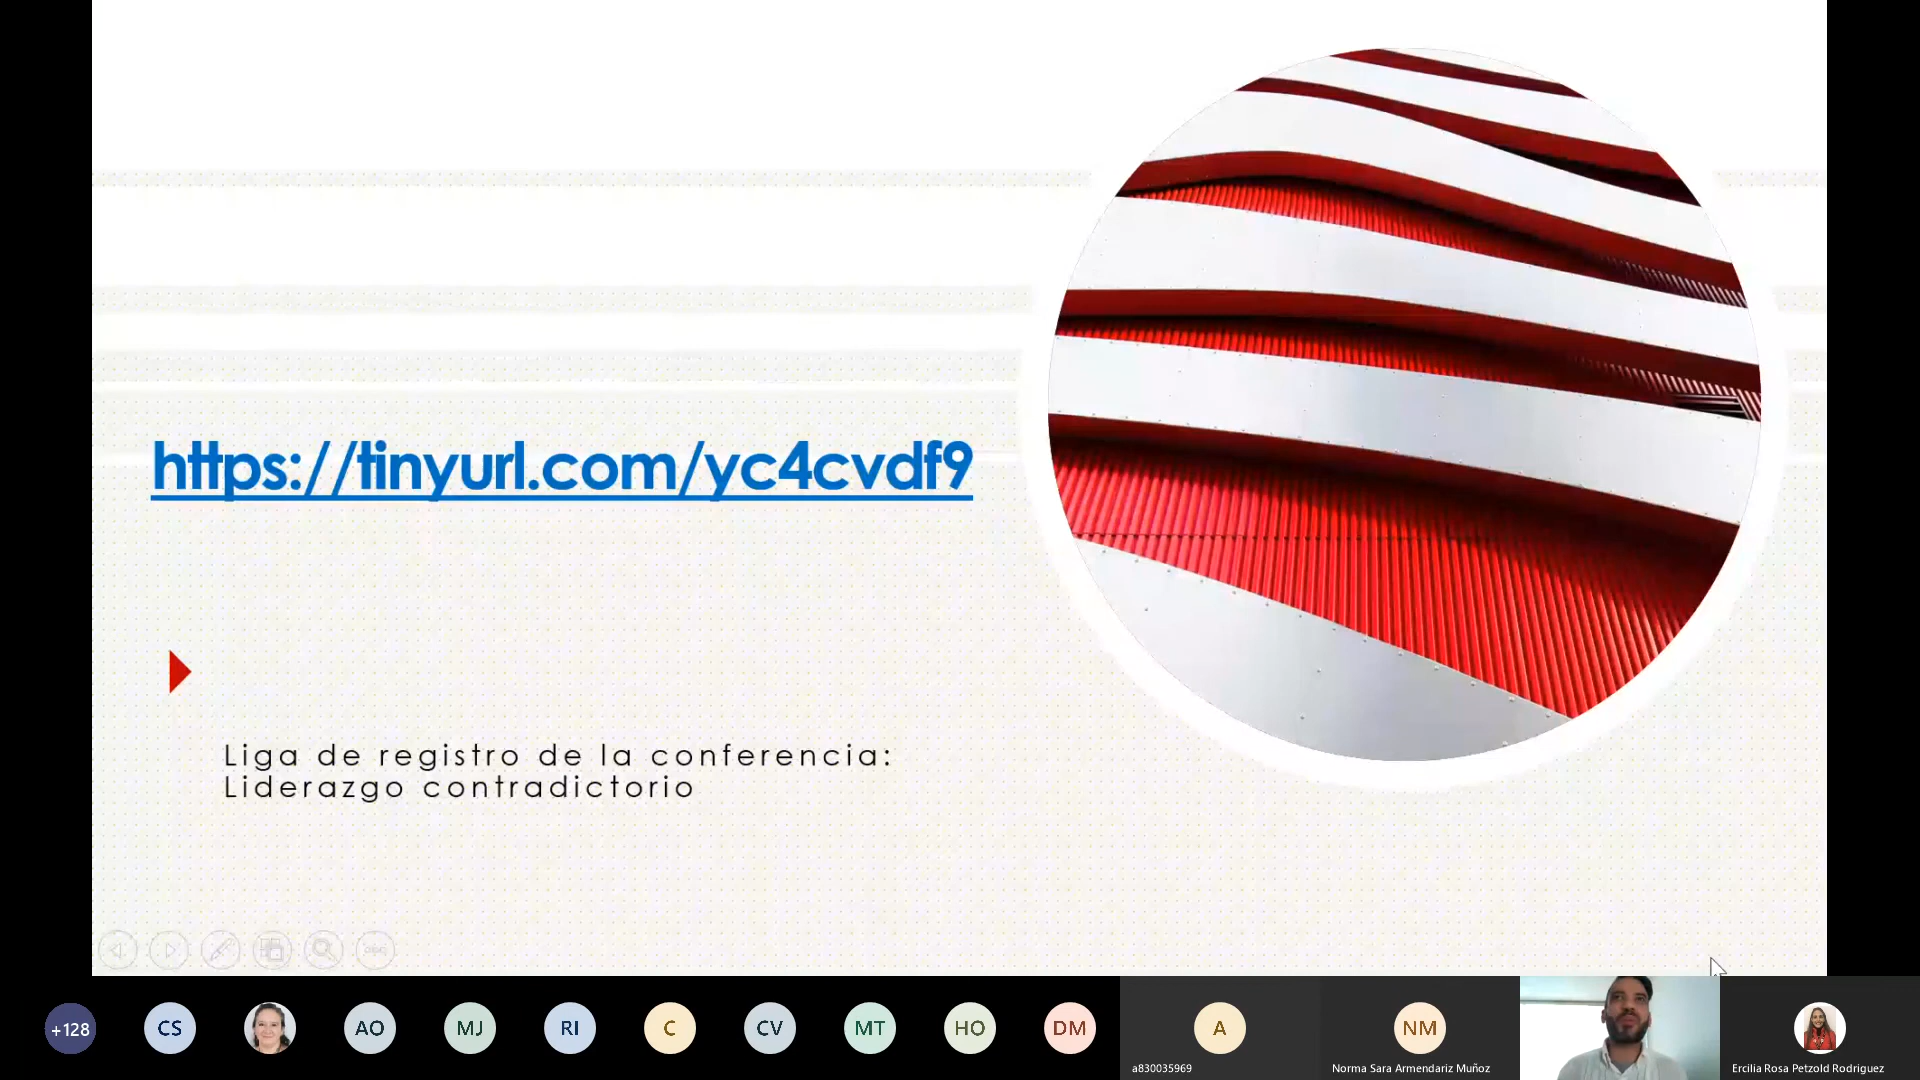 https://tinyurl.com/yc4cvdf9
Liga de registro de la conferencia:
Liderazgo contradictorio
+128
CS
AO
MJ
RI
C
CV
MT
HO
DM
A
a830035969
NM
Norma Sara Armendariz Muñoz
Ercilia Rosa Petzold Rodriguez